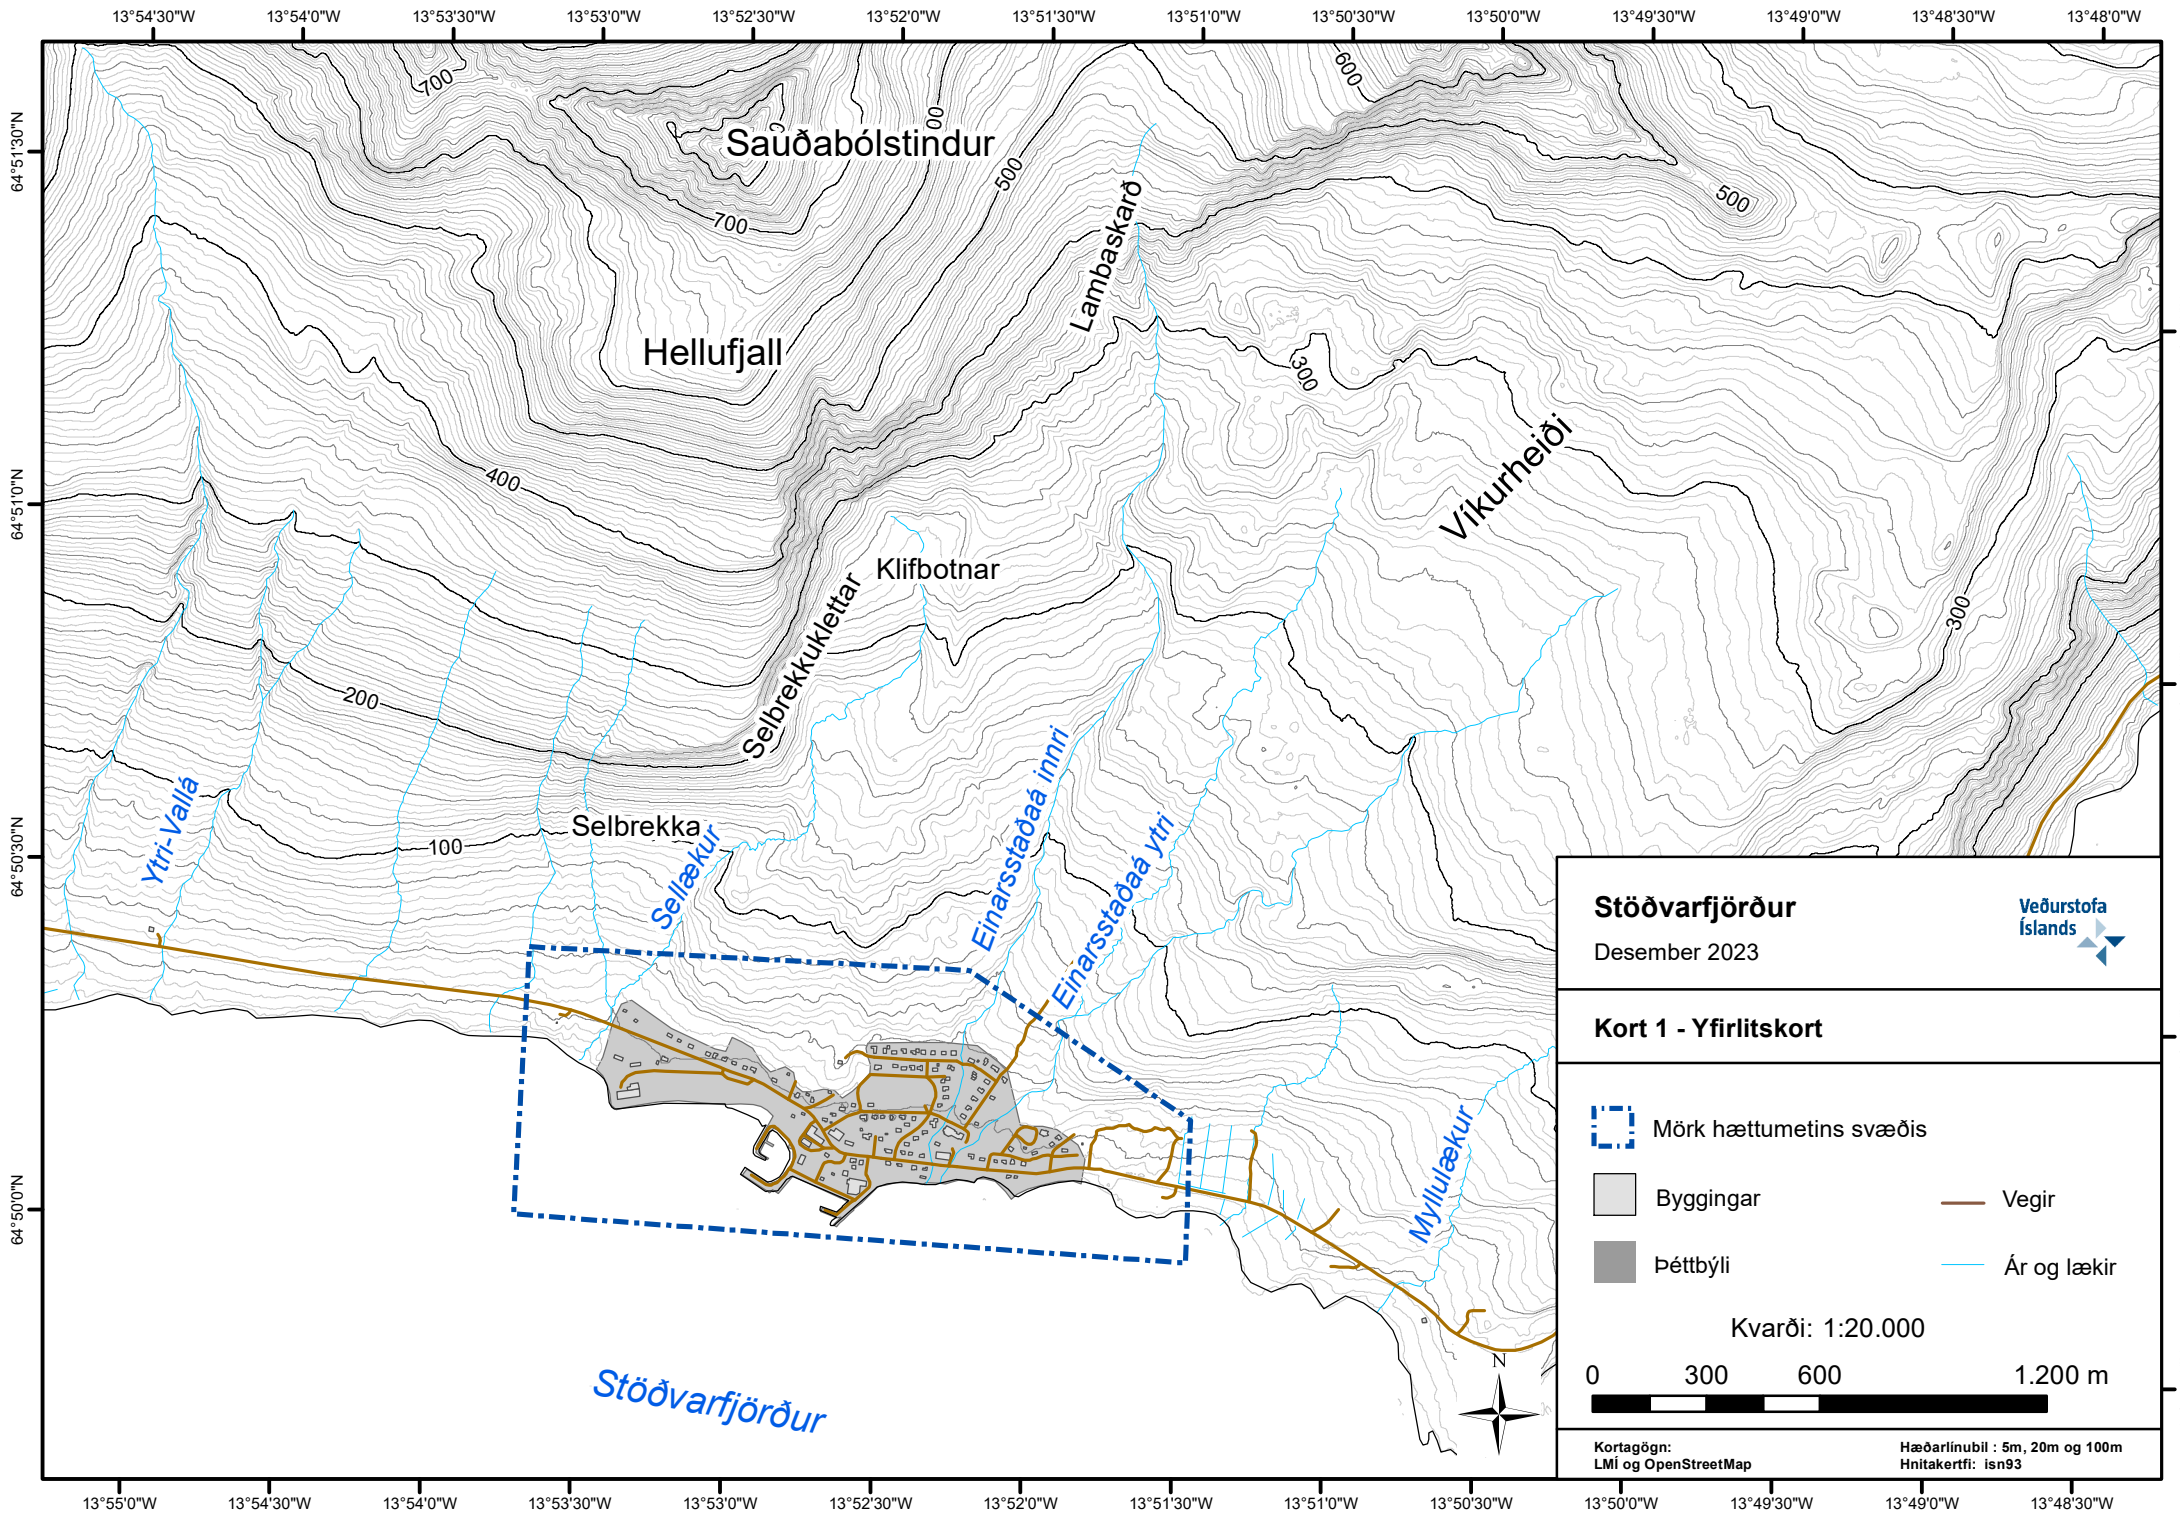 13°54'30"W 13°54'0"W 13°53'30"W 13°53'0"W 13°52'30"W 13°52'0"W 13°51'30"W 13°51'0"W 13°50'30"W 13°50'0"W 13°49'30"W 13°49'0"W 13°48'30"W 13°48'0"W
64°51'30"N
64°51'0"N
64°50'30"N
64°50'0"N
700
600
Sauðabólstindur
500
500
700
Lambaskarð
Hellufjall
300
400
Víkurheiði
Klifbotnar
Selbrekkuklettar
300
200
Ytri-Vallá
Selbrekka
100
Sellækur
Einarsstaðaá innri
Einarsstaðaá ytri
Myllulækur
Stöðvarfjörður
N
Stöðvarfjörður
Desember 2023
Veðurstofa
Íslands
Kort 1 - Yfirlitskort
Mörk hættumetins svæðis
Byggingar
Vegir
Þéttbýli
Ár og lækir
Kvarði: 1:20.000
0 300 600 1.200 m
Kortagögn:
LMÍ og OpenStreetMap
Hæðarlínubil : 5m, 20m og 100m
Hnitakertfi: isn93
13°55'0"W 13°54'30"W 13°54'0"W 13°53'30"W 13°53'0"W 13°52'30"W 13°52'0"W 13°51'30"W 13°51'0"W 13°50'30"W 13°50'0"W 13°49'30"W 13°49'0"W 13°48'30"W